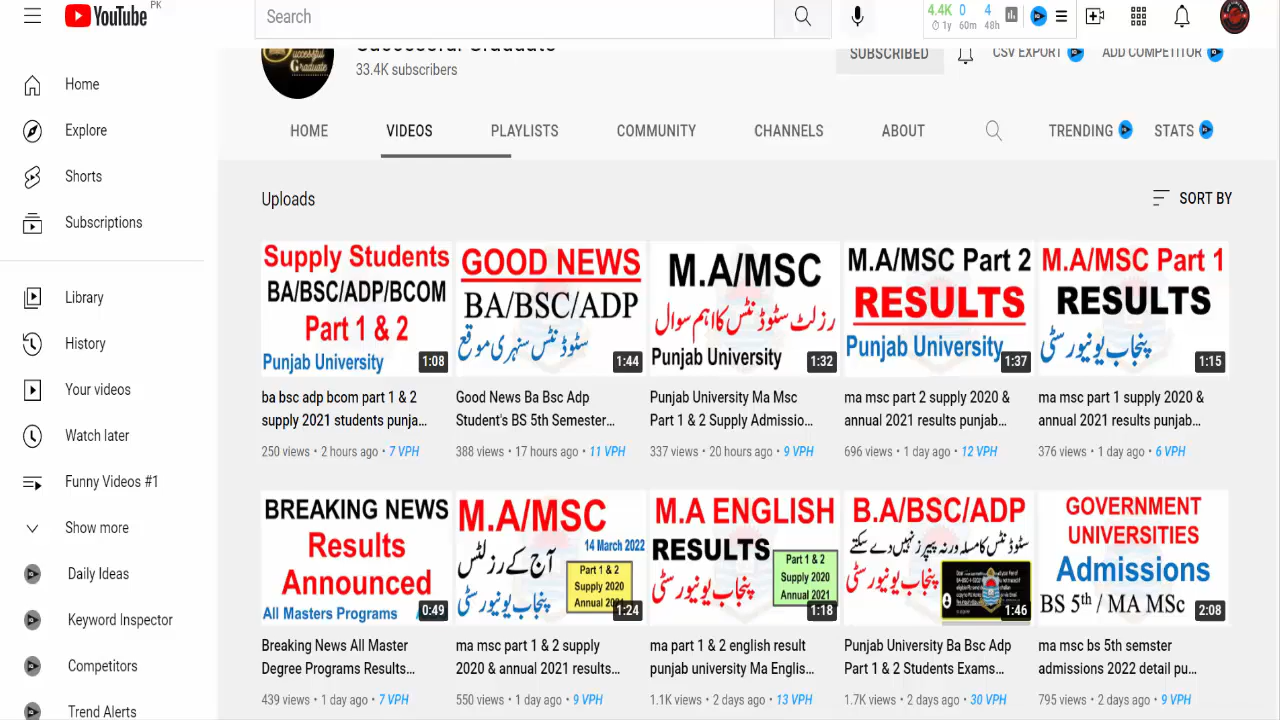 YouTube PK
Search
4.4K 0 4
1y 60m 48h
Successful Graduate
33.4K subscribers
SUBSCRIBED
CSV EXPORT
ADD COMPETITOR
HOME VIDEOS PLAYLISTS COMMUNITY CHANNELS ABOUT TRENDING STATS
Home
Explore
Shorts
Subscriptions
Library
History
Your videos
Watch later
Funny Videos #1
Show more
Daily Ideas
Keyword Inspector
Competitors
Trend Alerts
Uploads
SORT BY
Supply Students
BA/BSC/ADP/BCOM
Part 1 & 2
Punjab University
1:08
ba bsc adp bcom part 1 & 2
supply 2021 students punja...
250 views • 2 hours ago • 7 VPH
GOOD NEWS
BA/BSC/ADP
سٹوڈنٹس سنہری موقع
1:44
Good News Ba Bsc Adp
Student's BS 5th Semester...
388 views • 17 hours ago • 11 VPH
M.A/MSC
رزلٹ سٹوڈنٹس کا اہم سوال
Punjab University
1:32
Punjab University Ma Msc
Part 1 & 2 Supply Admissio...
337 views • 20 hours ago • 9 VPH
M.A/MSC Part 2
RESULTS
Punjab University
1:37
ma msc part 2 supply 2020 &
annual 2021 results punjab...
696 views • 1 day ago • 12 VPH
M.A/MSC Part 1
RESULTS
پنجاب یونیورسٹی
1:15
ma msc part 1 supply 2020 &
annual 2021 results punjab...
376 views • 1 day ago • 6 VPH
BREAKING NEWS
Results
Announced
All Masters Programs
0:49
Breaking News All Master
Degree Programs Results...
439 views • 1 day ago • 7 VPH
M.A/MSC
14 March 2022
آج کے رزلٹس
پنجاب یونیورسٹی
Part 1 & 2
Supply 2020
Annual 2021
1:24
ma msc part 1 & 2 supply
2020 & annual 2021 results...
550 views • 1 day ago • 9 VPH
M.A ENGLISH
RESULTS
پنجاب یونیورسٹی
Part 1 & 2
Supply 2020
Annual 2021
1:18
ma part 1 & 2 english result
punjab university Ma Englis...
1.1K views • 2 days ago • 13 VPH
B.A/BSC/ADP
سٹوڈنٹس کا مسلہ ورنہ پیپرز نہیں دے سکتے
پنجاب یونیورسٹی
1:46
Punjab University Ba Bsc Adp
Part 1 & 2 Students Exams...
1.7K views • 2 days ago • 30 VPH
GOVERNMENT
UNIVERSITIES
Admissions
BS 5th / MA MSc
2:08
ma msc bs 5th semster
admissions 2022 detail pu...
795 views • 2 days ago • 9 VPH